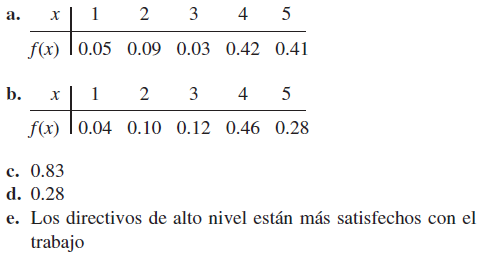 a. x 1 2 3 4 5
f(x) 0.05 0.09 0.03 0.42 0.41
b. x 1 2 3 4 5
f(x) 0.04 0.10 0.12 0.46 0.28
c. 0.83
d. 0.28
e. Los directivos de alto nivel están más satisfechos con el
trabajo